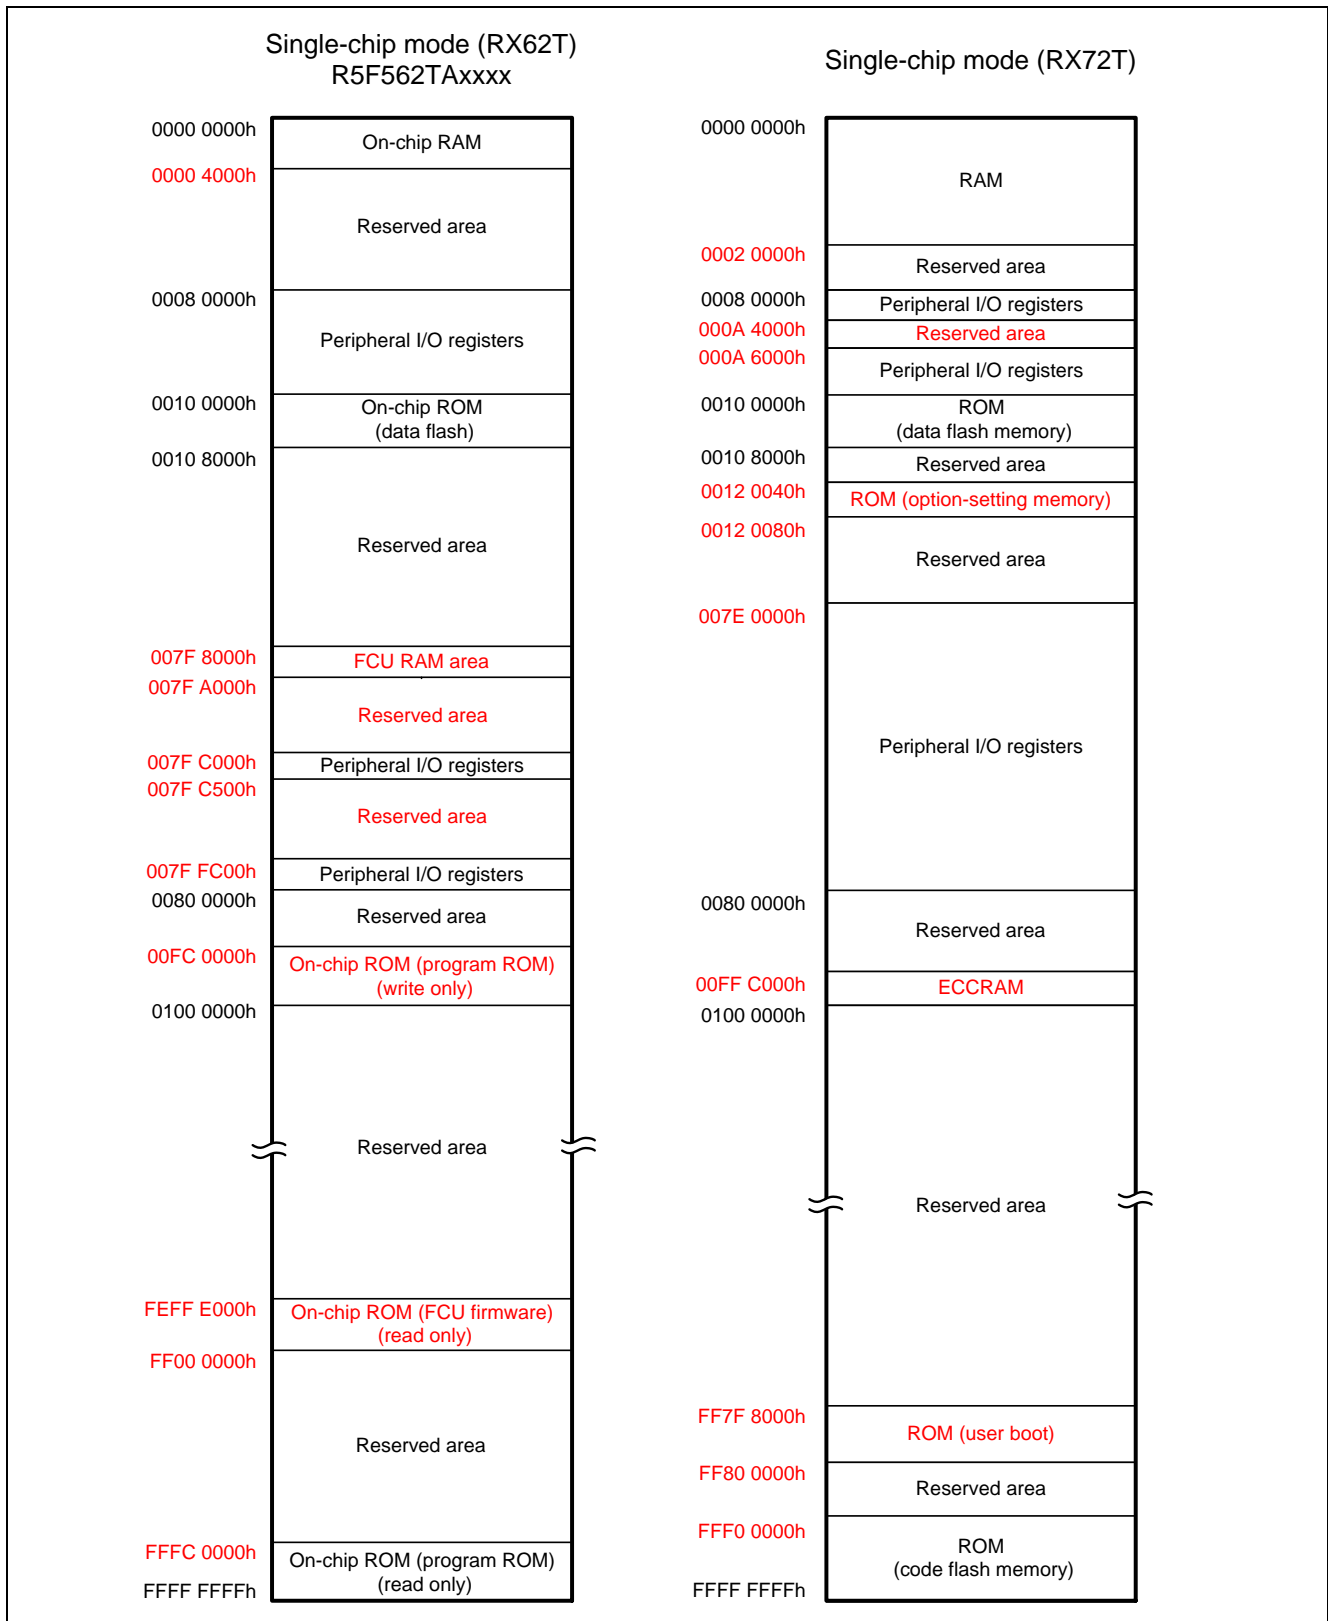 Single-chip mode (RX62T)
R5F562TAxxxx
0000 0000h
On-chip RAM
0000 4000h
Reserved area
0008 0000h
Peripheral I/O registers
0010 0000h
On-chip ROM
(data flash)
0010 8000h
Reserved area
007F 8000h
FCU RAM area
007F A000h
Reserved area
007F C000h
Peripheral I/O registers
007F C500h
Reserved area
007F FC00h
Peripheral I/O registers
0080 0000h
Reserved area
00FC 0000h
On-chip ROM (program ROM)
(write only)
0100 0000h
Reserved area
FEFF E000h
On-chip ROM (FCU firmware)
(read only)
FF00 0000h
Reserved area
FFFC 0000h
On-chip ROM (program ROM)
(read only)
FFFF FFFFh
Single-chip mode (RX72T)
0000 0000h
RAM
0002 0000h
Reserved area
0008 0000h
Peripheral I/O registers
000A 4000h
Reserved area
000A 6000h
Peripheral I/O registers
0010 0000h
ROM
(data flash memory)
0010 8000h
Reserved area
0012 0040h
ROM (option-setting memory)
0012 0080h
Reserved area
007E 0000h
Peripheral I/O registers
0080 0000h
Reserved area
00FF C000h
ECCRAM
0100 0000h
Reserved area
FF7F 8000h
ROM (user boot)
FF80 0000h
Reserved area
FFF0 0000h
ROM
(code flash memory)
FFFF FFFFh